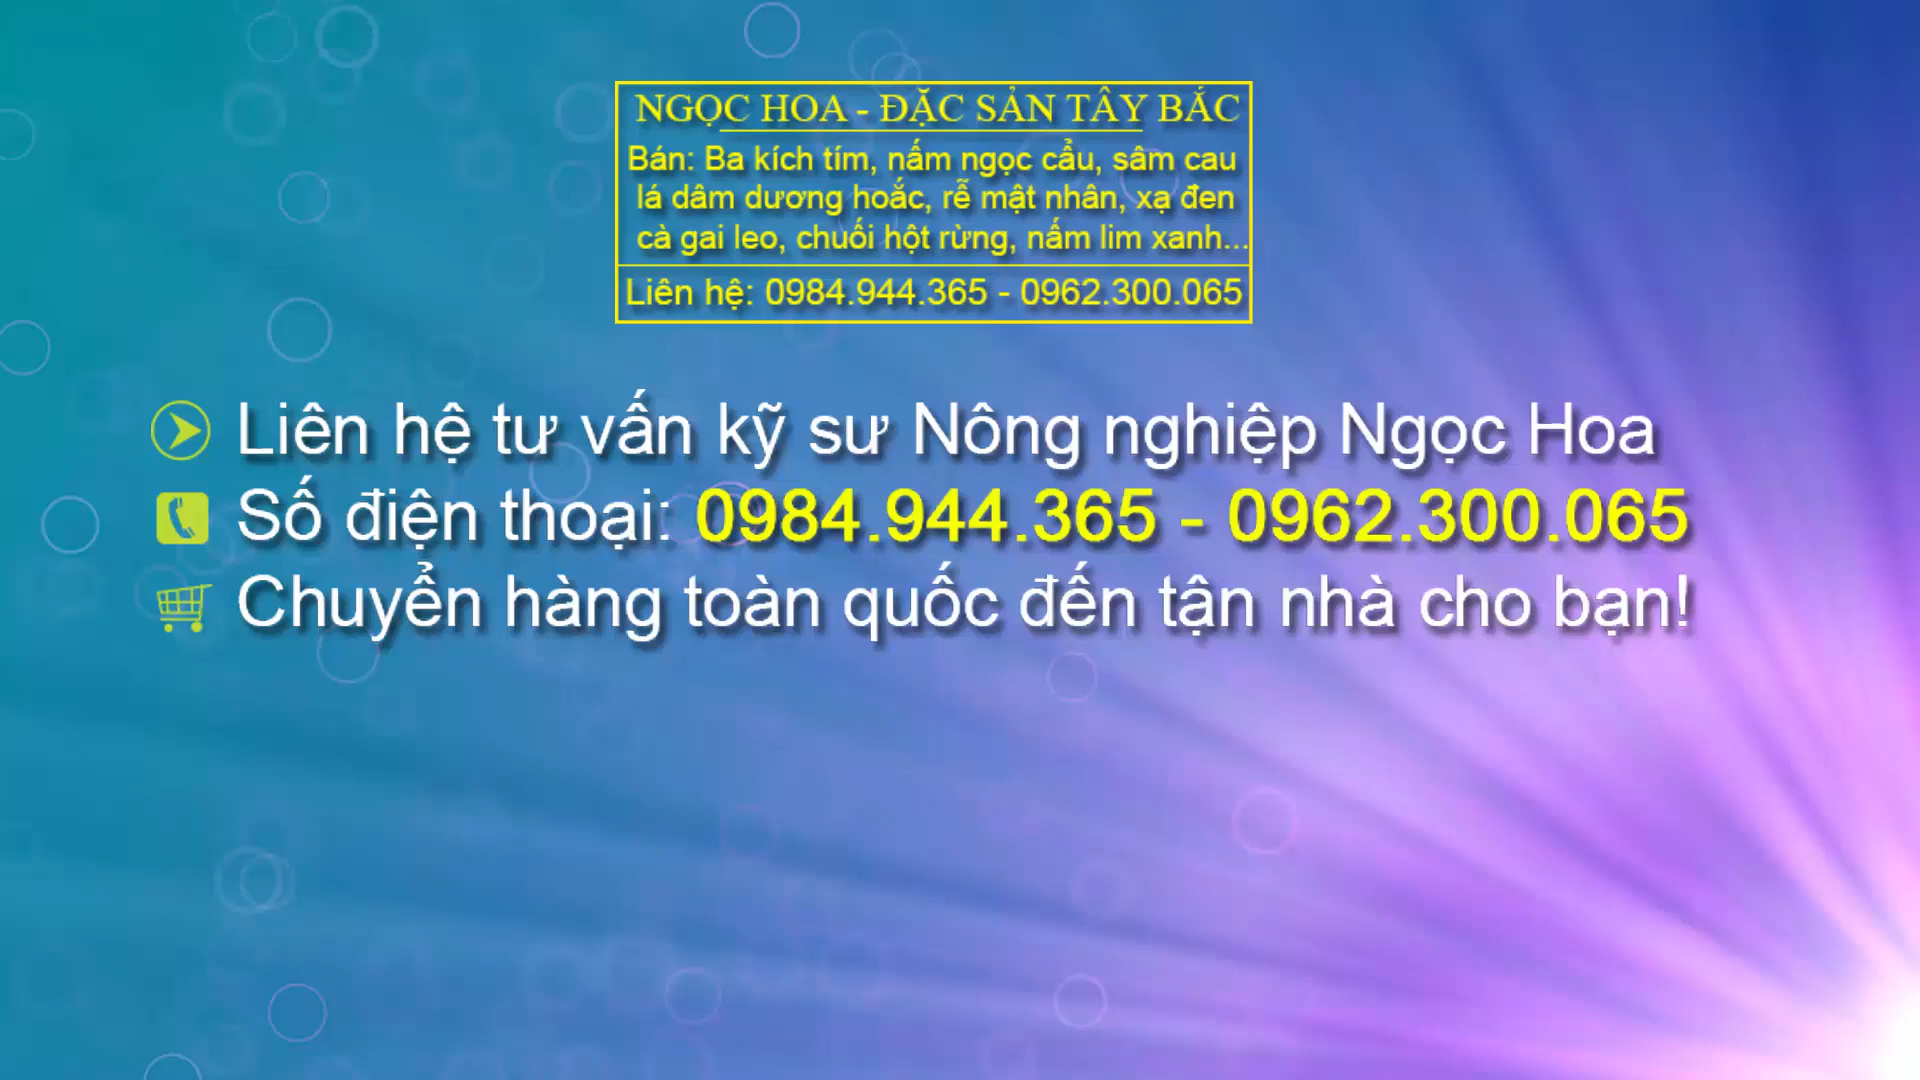 NGỌC HOA - ĐẶC SẢN TÂY BẮC
Bán: Ba kích tím, nấm ngọc cẩu, sâm cau
lá dâm dương hoắc, rễ mật nhân, xạ đen
cà gai leo, chuối hột rừng, nấm lim xanh...
Liên hệ: 0984.944.365 - 0962.300.065
Liên hệ tư vấn kỹ sư Nông nghiệp Ngọc Hoa
Số điện thoại: 0984.944.365 - 0962.300.065
Chuyển hàng toàn quốc đến tận nhà cho bạn!